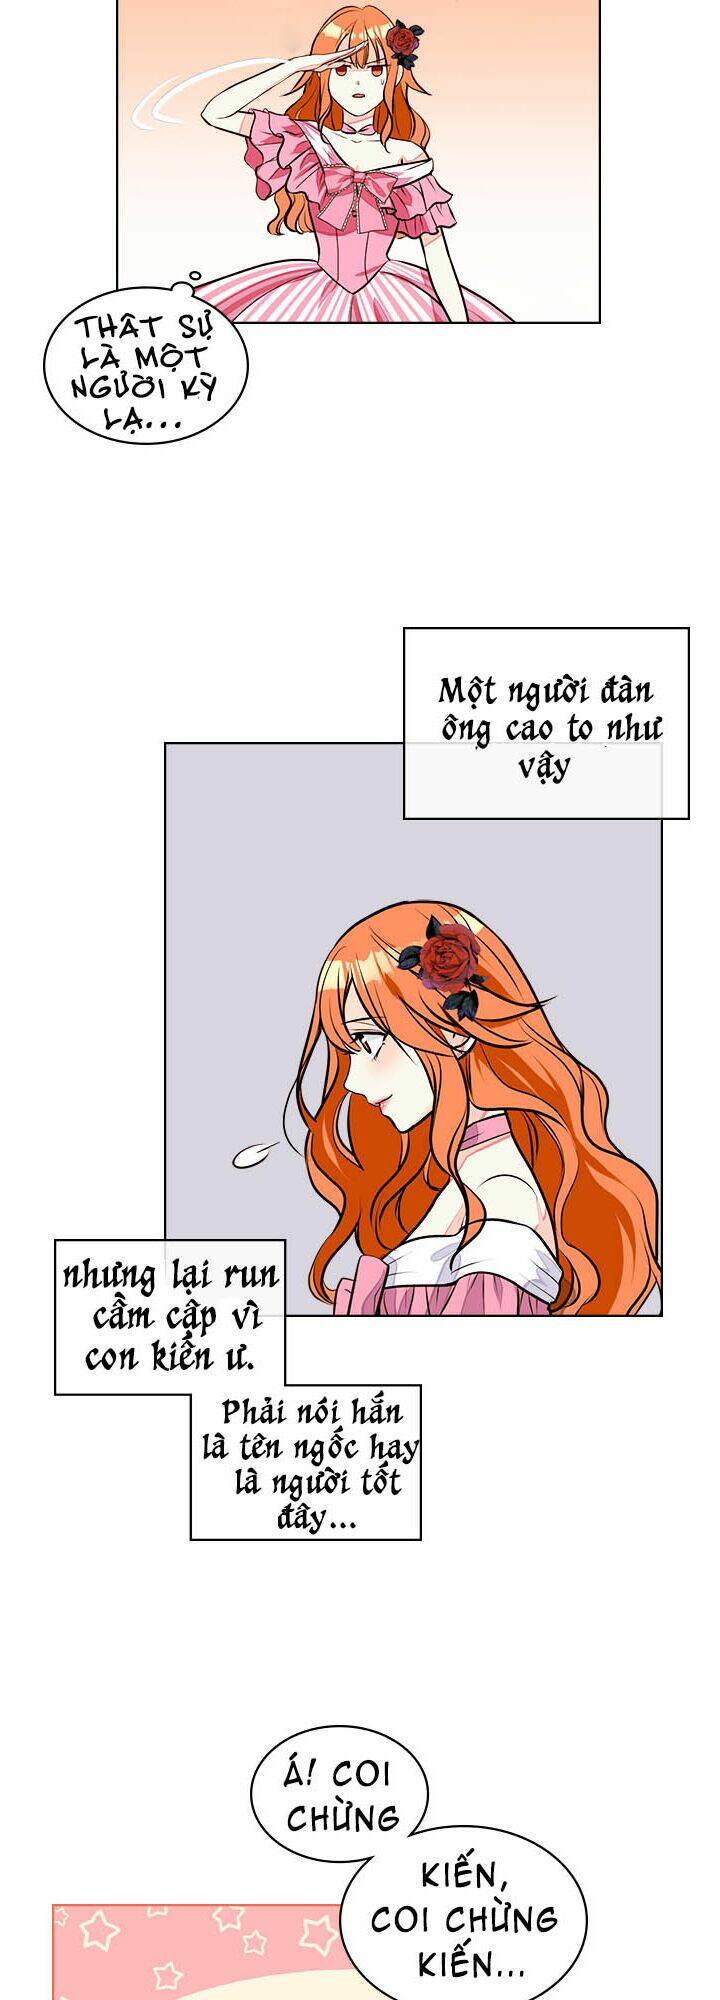 THẬT SỰ
LÀ MỘT
NGƯỜI KỲ
LẠ...
Một người đàn
ông cao to như
vậy
nhưng lại run
cầm cập vì
con kiến ư.
Phải nói hắn
là tên ngốc hay
là người tốt
đây...
Á! COI
CHỪNG
KIẾN,
COI CHỪNG
KIẾN...